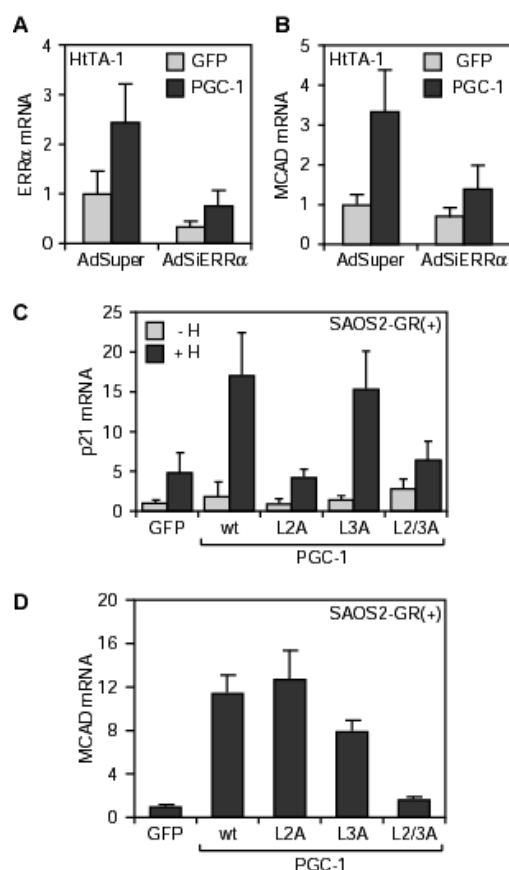 A
HtTA-1
GFP
PGC-1
ERRα mRNA
4
3
2
1
0
AdSuper AdSiERRα
B
HtTA-1
GFP
PGC-1
MCAD mRNA
5
4
3
2
1
0
AdSuper AdSiERRα
C
SAOS2-GR(+)
- H
+ H
p21 mRNA
25
20
15
10
5
0
GFP wt L2A L3A L2/3A
PGC-1
D
SAOS2-GR(+)
MCAD mRNA
20
16
12
8
4
0
GFP wt L2A L3A L2/3A
PGC-1